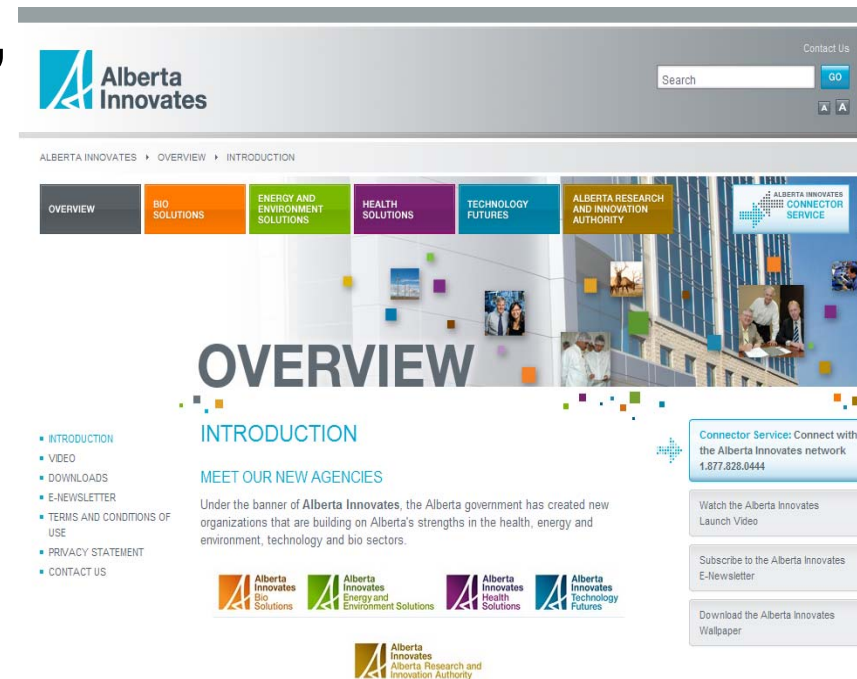 Alberta
Innovates
Contact Us
Search
GO
A A
ALBERTA INNOVATES ▸ OVERVIEW ▸ INTRODUCTION
OVERVIEW
BIO
SOLUTIONS
ENERGY AND
ENVIRONMENT
SOLUTIONS
HEALTH
SOLUTIONS
TECHNOLOGY
FUTURES
ALBERTA RESEARCH
AND INNOVATION
AUTHORITY
ALBERTA INNOVATES
CONNECTOR
SERVICE
OVERVIEW
INTRODUCTION
VIDEO
DOWNLOADS
E-NEWSLETTER
TERMS AND CONDITIONS OF
USE
PRIVACY STATEMENT
CONTACT US
INTRODUCTION
MEET OUR NEW AGENCIES
Under the banner of Alberta Innovates, the Alberta government has created new
organizations that are building on Alberta's strengths in the health, energy and
environment, technology and bio sectors.
Alberta
Innovates
Bio
Solutions
Alberta
Innovates
Energy and
Environment Solutions
Alberta
Innovates
Health
Solutions
Alberta
Innovates
Technology
Futures
Alberta
Innovates
Alberta Research and
Innovation Authority
Connector Service: Connect with
the Alberta Innovates network
1.877.828.0444
Watch the Alberta Innovates
Launch Video
Subscribe to the Alberta Innovates
E-Newsletter
Download the Alberta Innovates
Wallpaper